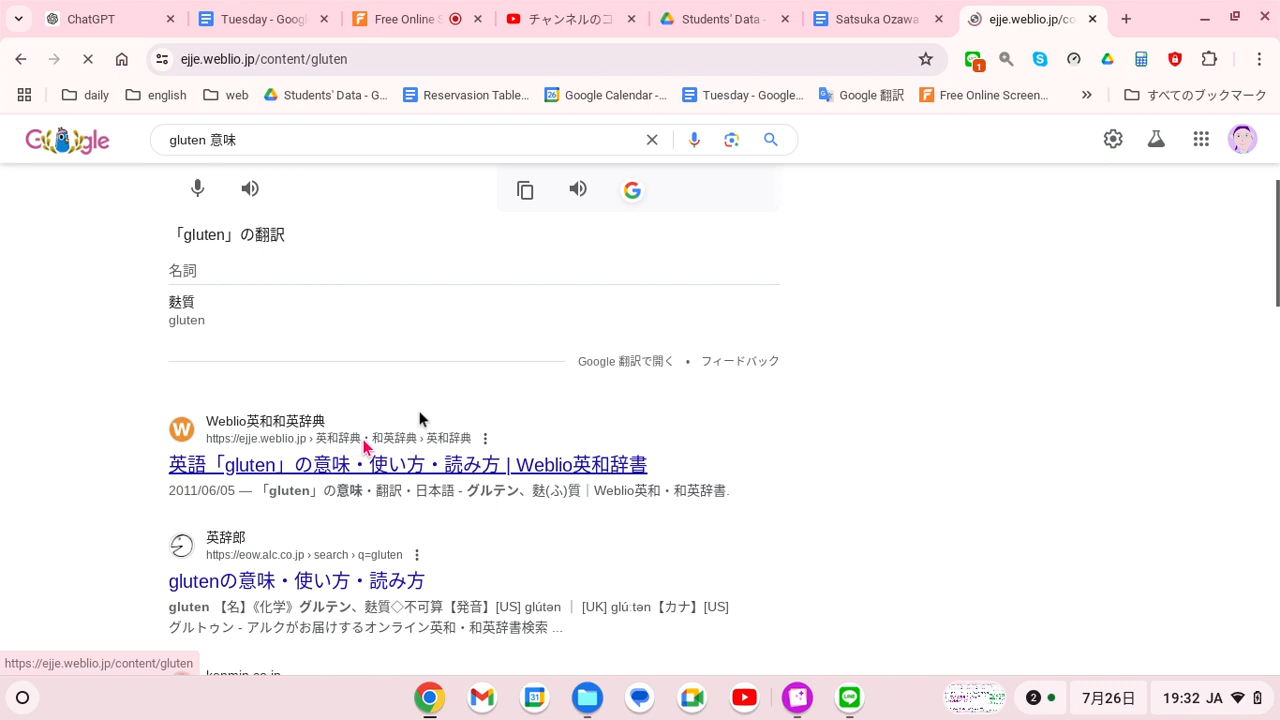 ChatGPT
Tuesday - Googl
Free Online S
チャンネルのコ
Students' Data -
Satsuka Ozawa
ejje.weblio.jp/co
ejje.weblio.jp/content/gluten
1
daily
english
web
Students' Data - G...
Reservasion Table...
Google Calendar -...
Tuesday - Google...
Google 翻訳
Free Online Screen...
すべてのブックマーク
Google
gluten 意味
「gluten」の翻訳
名詞
麩質
gluten
Google 翻訳で開く • フィードバック
Weblio英和和英辞典
https://ejje.weblio.jp › 英和辞典・和英辞典 › 英和辞典
英語「gluten」の意味・使い方・読み方 | Weblio英和辞書
2011/06/05 — 「gluten」の意味・翻訳・日本語 - グルテン、麩(ふ)質｜Weblio英和・和英辞書.
英辞郎
https://eow.alc.co.jp › search › q=gluten
glutenの意味・使い方・読み方
gluten 【名】《化学》グルテン、麩質◇不可算【発音】[US] glútən ｜ [UK] glúːtən【カナ】[US]
グルトゥン - アルクがお届けするオンライン英和・和英辞書検索 ...
https://ejje.weblio.jp/content/gluten
2
7月26日
19:32 JA